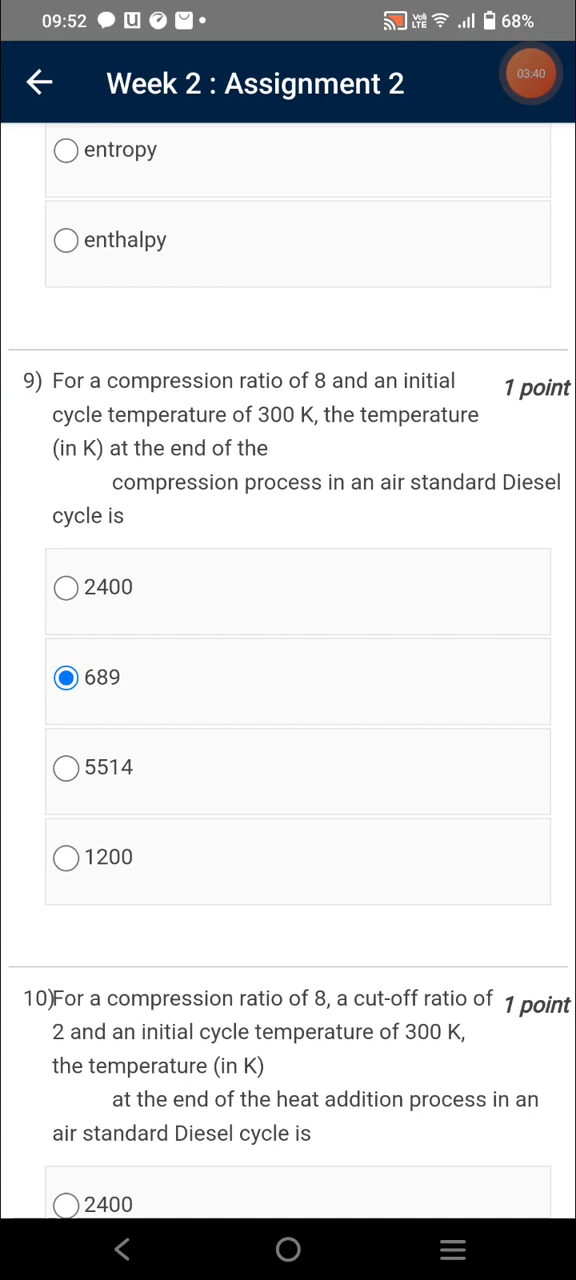 09:52 U VoD LTE 68%
Week 2 : Assignment 2 03:40
entropy
enthalpy
9) For a compression ratio of 8 and an initial 1 point
cycle temperature of 300 K, the temperature
(in K) at the end of the
compression process in an air standard Diesel
cycle is
2400
689
5514
1200
10)For a compression ratio of 8, a cut-off ratio of 1 point
2 and an initial cycle temperature of 300 K,
the temperature (in K)
at the end of the heat addition process in an
air standard Diesel cycle is
2400